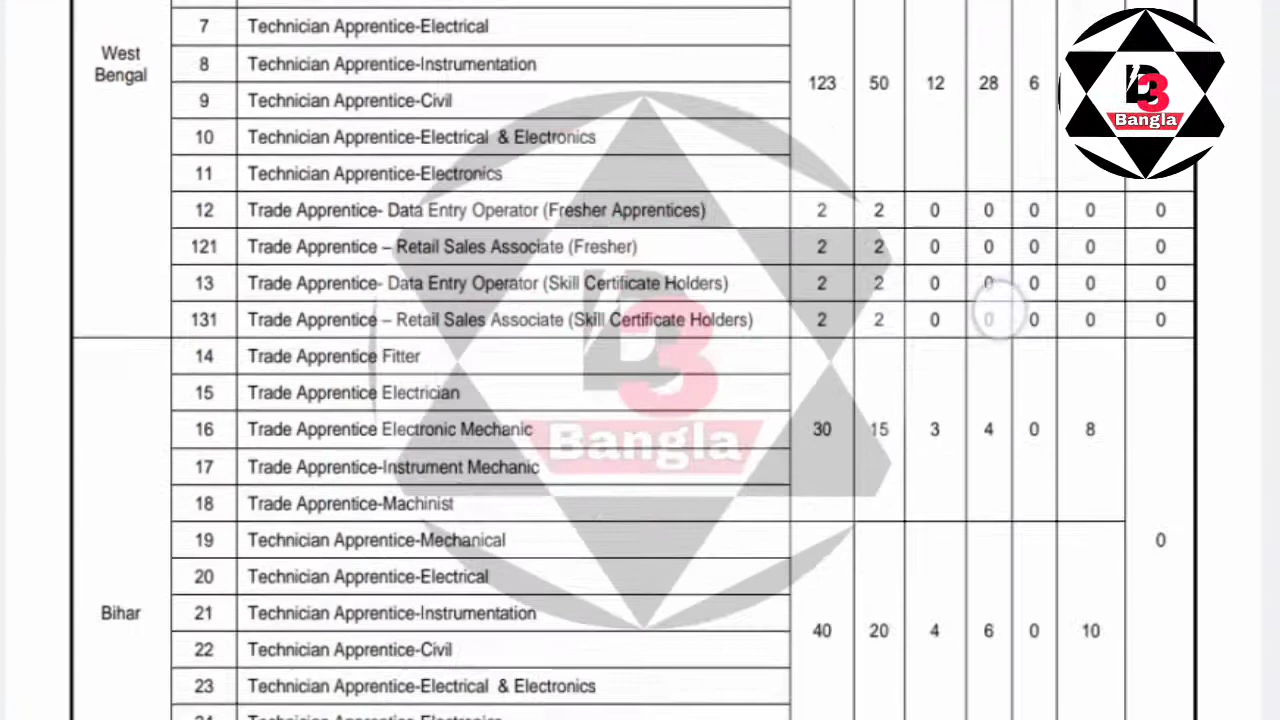 7 Technician Apprentice-Electrical
West Bengal
8 Technician Apprentice-Instrumentation
123 50 12 28 6
9 Technician Apprentice-Civil
10 Technician Apprentice-Electrical & Electronics
11 Technician Apprentice-Electronics
12 Trade Apprentice- Data Entry Operator (Fresher Apprentices) 2 2 0 0 0 0 0
121 Trade Apprentice – Retail Sales Associate (Fresher) 2 2 0 0 0 0 0
13 Trade Apprentice- Data Entry Operator (Skill Certificate Holders) 2 2 0 0 0 0 0
131 Trade Apprentice – Retail Sales Associate (Skill Certificate Holders) 2 2 0 0 0 0 0
14 Trade Apprentice Fitter
15 Trade Apprentice Electrician
16 Trade Apprentice Electronic Mechanic 30 15 3 4 0 8
17 Trade Apprentice-Instrument Mechanic
18 Trade Apprentice-Machinist
19 Technician Apprentice-Mechanical 0
20 Technician Apprentice-Electrical
Bihar 21 Technician Apprentice-Instrumentation
40 20 4 6 0 10
22 Technician Apprentice-Civil
23 Technician Apprentice-Electrical & Electronics
24 Technician Apprentice-Electronics
D3
Bangla
D3
Bangla